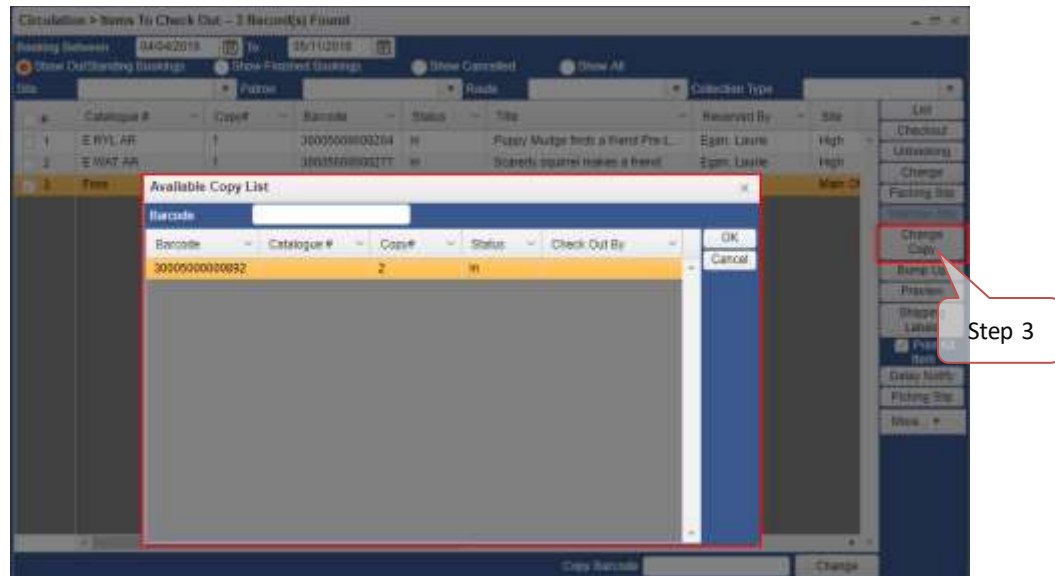 Circulation > Items To Check Out – 3 Record(s) Found
Booking Between 04/04/2018 To 05/11/2018
Show OutStanding Bookings Show Finished Bookings Show Cancelled Show All
Site Patron Route Collection Type
# Catalogue # Copy# Barcode Status Title Reserved By Site
1 E RYL AR 1 In Puppy Mudge finds a friend Pre-L... Egan, Laurie High
2 E WAT AR 1 In Scaredy squirrel makes a friend Egan, Laurie High
3 Free Main Of
Available Copy List
Barcode
Barcode Catalogue # Copy# Status Check Out By
30005000000892 2 In
OK
Cancel
List
Checkout
Unbooking
Change
Packing Slip
Change
Copy
Bump Up
Preview
Shipping
Labels
Print Kit
Item
Delay Notify
Picking Slip
More...
Step 3
Copy Barcode Change